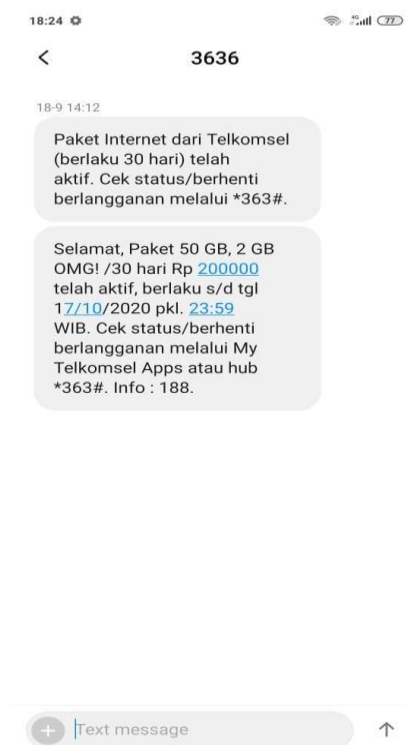 18:24
4G 77
3636
18-9 14:12
Paket Internet dari Telkomsel
(berlaku 30 hari) telah
aktif. Cek status/berhenti
berlangganan melalui *363#.
Selamat, Paket 50 GB, 2 GB
OMG! /30 hari Rp 200000
telah aktif, berlaku s/d tgl
17/10/2020 pkl. 23:59
WIB. Cek status/berhenti
berlangganan melalui My
Telkomsel Apps atau hub
*363#. Info : 188.
Text message